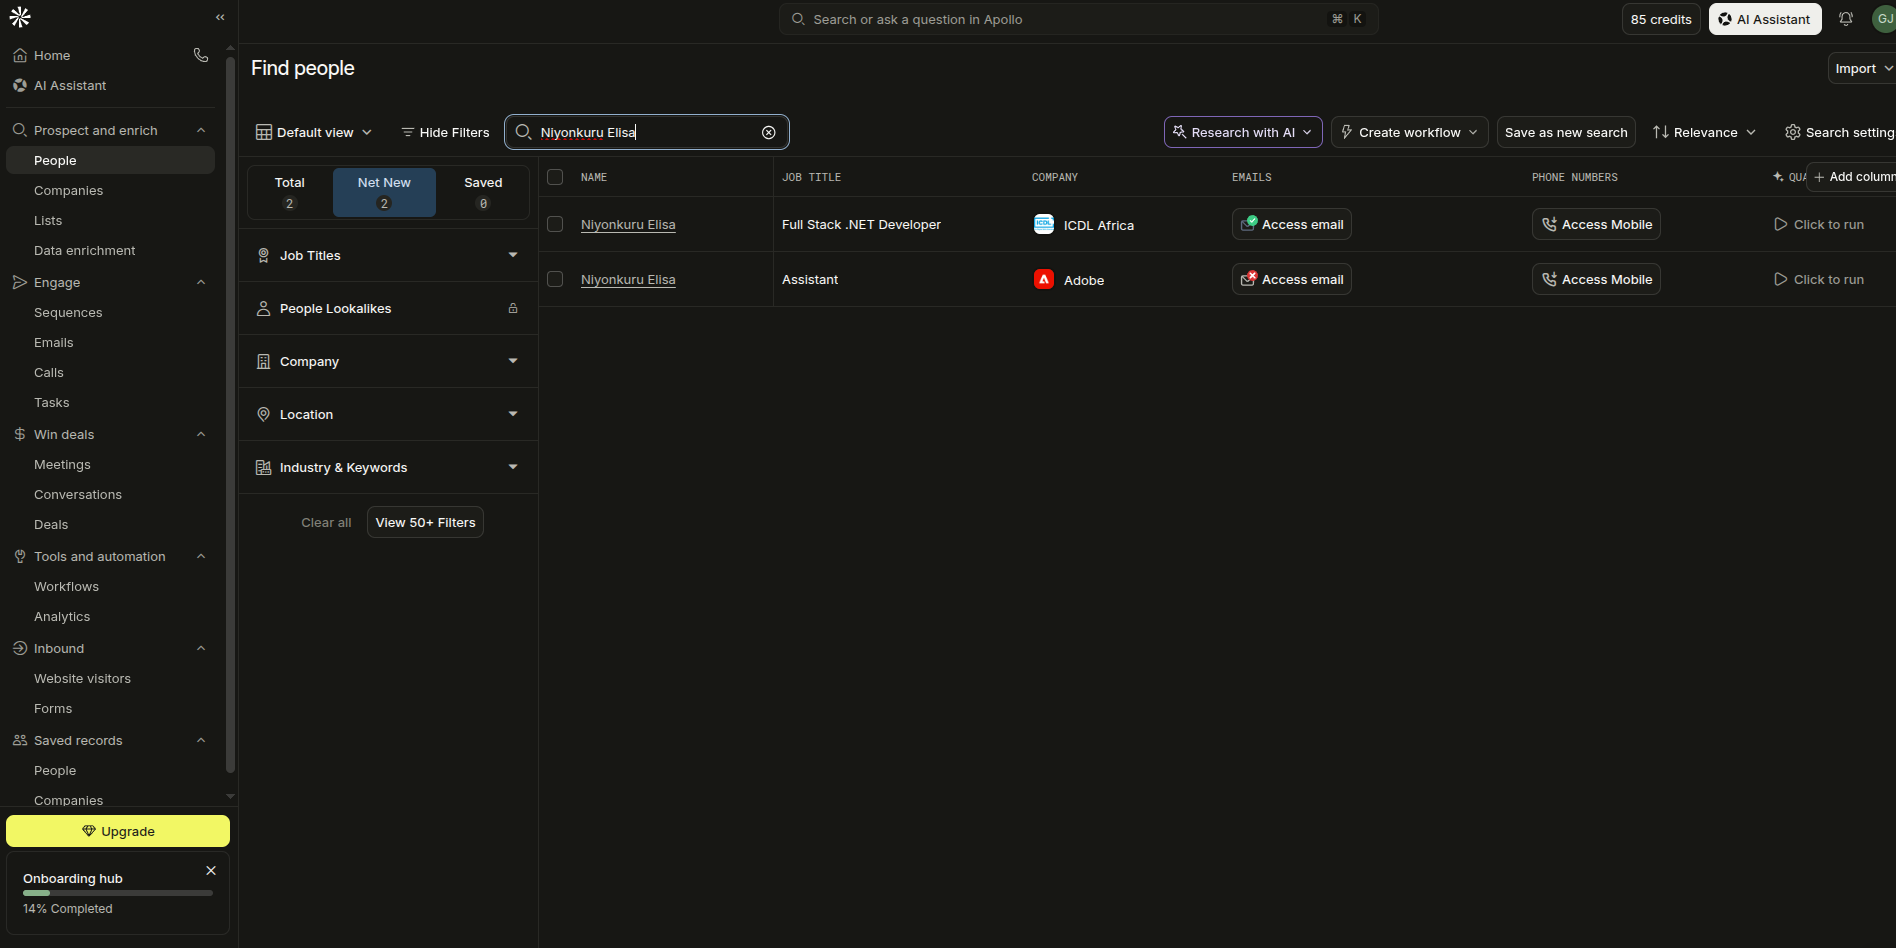 Search or ask a question in Apollo
⌘ K
85 credits
AI Assistant
GJ
Home
AI Assistant
Prospect and enrich
People
Companies
Lists
Data enrichment
Engage
Sequences
Emails
Calls
Tasks
Win deals
Meetings
Conversations
Deals
Tools and automation
Workflows
Analytics
Inbound
Website visitors
Forms
Saved records
People
Companies
Upgrade
Onboarding hub
14% Completed
Find people
Import
Default view
Hide Filters
Niyonkuru Elisa
Research with AI
Create workflow
Save as new search
Relevance
Search setting
Total
2
Net New
2
Saved
0
Job Titles
People Lookalikes
Company
Location
Industry & Keywords
Clear all
View 50+ Filters
NAME JOB TITLE COMPANY EMAILS PHONE NUMBERS QUA Add column
Niyonkuru Elisa Full Stack .NET Developer ICDL ICDL Africa Access email Access Mobile Click to run
Niyonkuru Elisa Assistant Adobe Access email Access Mobile Click to run